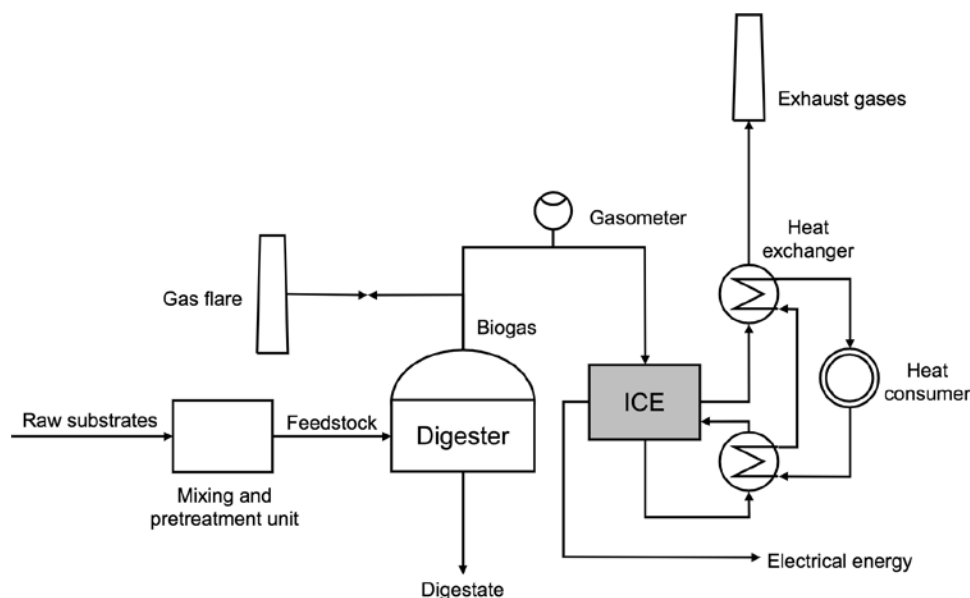 Exhaust gases
Gasometer
Heat
exchanger
Gas flare
Biogas
Heat
consumer
ICE
Raw substrates
Feedstock
Digester
Mixing and
pretreatment unit
Electrical energy
Digestate